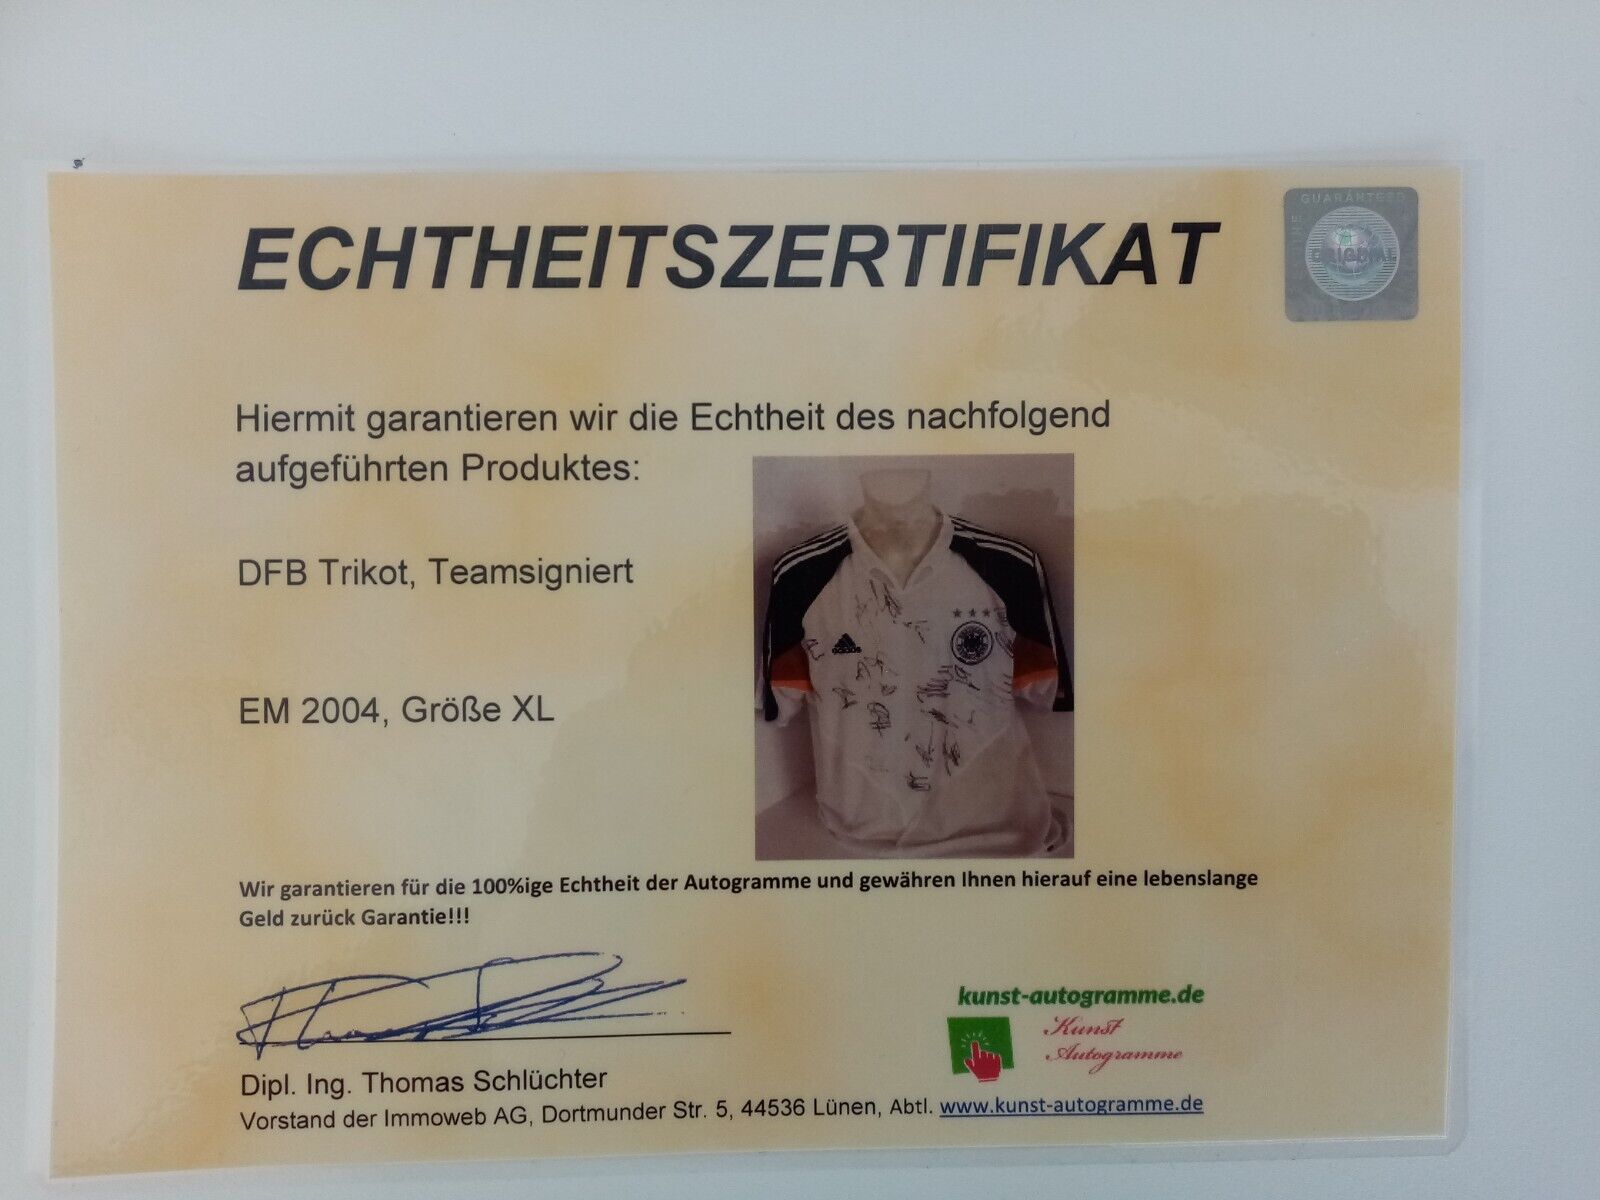 GUARANTEED
ORIGINAL
ECHTHEITSZERTIFIKAT
Hiermit garantieren wir die Echtheit des nachfolgend
aufgeführten Produktes:
DFB Trikot, Teamsigniert
adidas
EM 2004, Größe XL
Wir garantieren für die 100%ige Echtheit der Autogramme und gewähren Ihnen hierauf eine lebenslange
Geld zurück Garantie!!!
kunst-autogramme.de
Kunst
Autogramme
Dipl. Ing. Thomas Schlüchter
Vorstand der Immoweb AG, Dortmunder Str. 5, 44536 Lünen, Abtl. www.kunst-autogramme.de